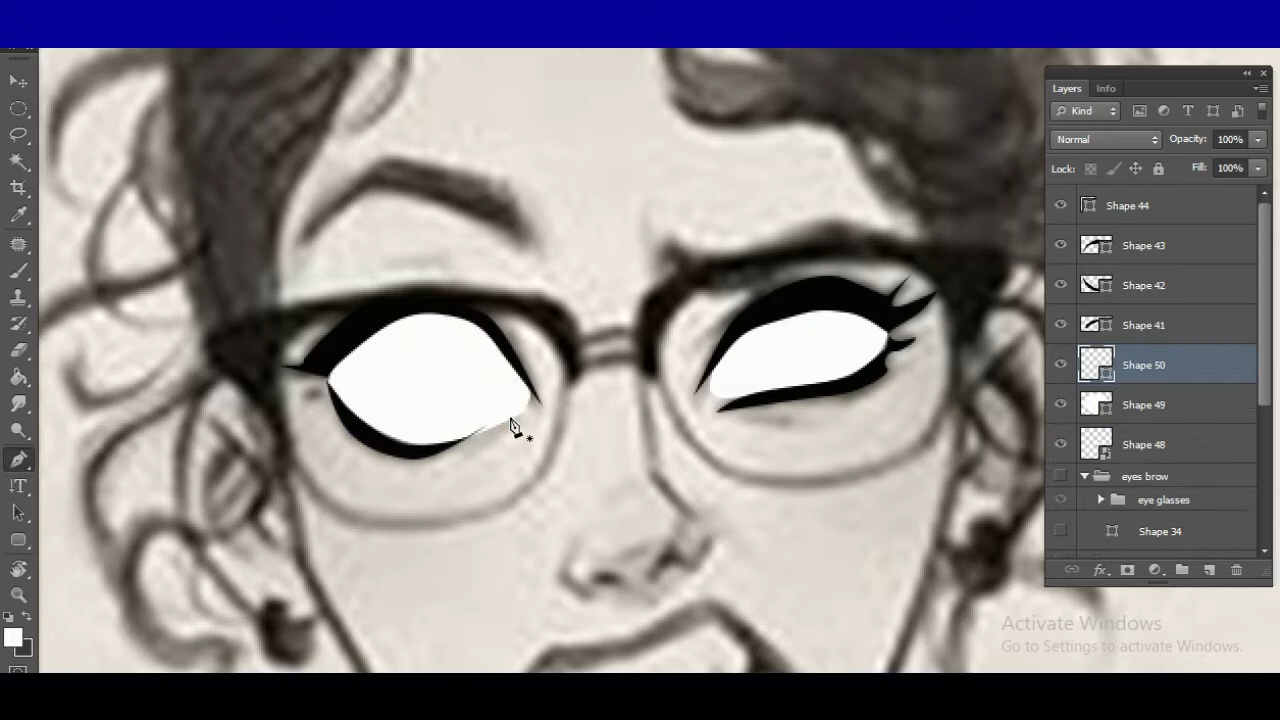 Layers Info
Kind
Normal Opacity: 100%
Lock: Fill: 100%
Shape 44
Shape 43
Shape 42
Shape 41
Shape 50
Shape 49
Shape 48
eyes brow
eye glasses
Shape 34
fx
Activate Windows
Go to Settings to activate Windows.